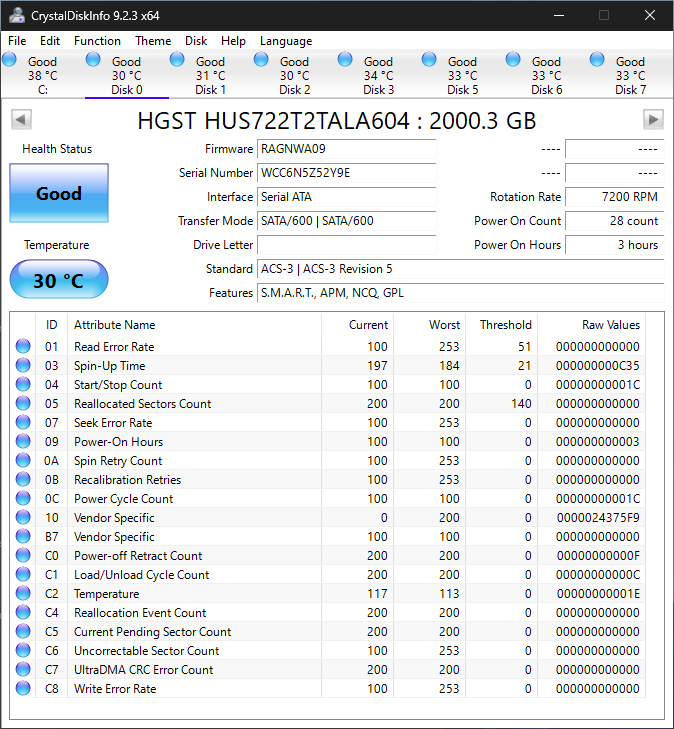 CrystalDiskInfo 9.2.3 x64
File Edit Function Theme Disk Help Language
Good Good Good Good Good Good Good Good
38 °C 30 °C 31 °C 30 °C 34 °C 33 °C 33 °C 33 °C
C: Disk 0 Disk 1 Disk 2 Disk 3 Disk 5 Disk 6 Disk 7
HGST HUS722T2TALA604 : 2000.3 GB
Health Status Firmware RAGNWA09 ---- ----
Good Serial Number WCC6N5Z52Y9E ---- ----
Interface Serial ATA Rotation Rate 7200 RPM
Transfer Mode SATA/600 | SATA/600 Power On Count 28 count
Temperature Drive Letter Power On Hours 3 hours
30 °C Standard ACS-3 | ACS-3 Revision 5
Features S.M.A.R.T., APM, NCQ, GPL
ID Attribute Name Current Worst Threshold Raw Values
01 Read Error Rate 100 253 51 000000000000
03 Spin-Up Time 197 184 21 000000000C35
04 Start/Stop Count 100 100 0 00000000001C
05 Reallocated Sectors Count 200 200 140 000000000000
07 Seek Error Rate 100 253 0 000000000000
09 Power-On Hours 100 100 0 000000000003
0A Spin Retry Count 100 253 0 000000000000
0B Recalibration Retries 100 253 0 000000000000
0C Power Cycle Count 100 100 0 00000000001C
10 Vendor Specific 0 200 0 0000024375F9
B7 Vendor Specific 100 100 0 000000000000
C0 Power-off Retract Count 200 200 0 00000000000F
C1 Load/Unload Cycle Count 200 200 0 00000000000C
C2 Temperature 117 113 0 00000000001E
C4 Reallocation Event Count 200 200 0 000000000000
C5 Current Pending Sector Count 200 200 0 000000000000
C6 Uncorrectable Sector Count 100 253 0 000000000000
C7 UltraDMA CRC Error Count 200 200 0 000000000000
C8 Write Error Rate 100 253 0 000000000000